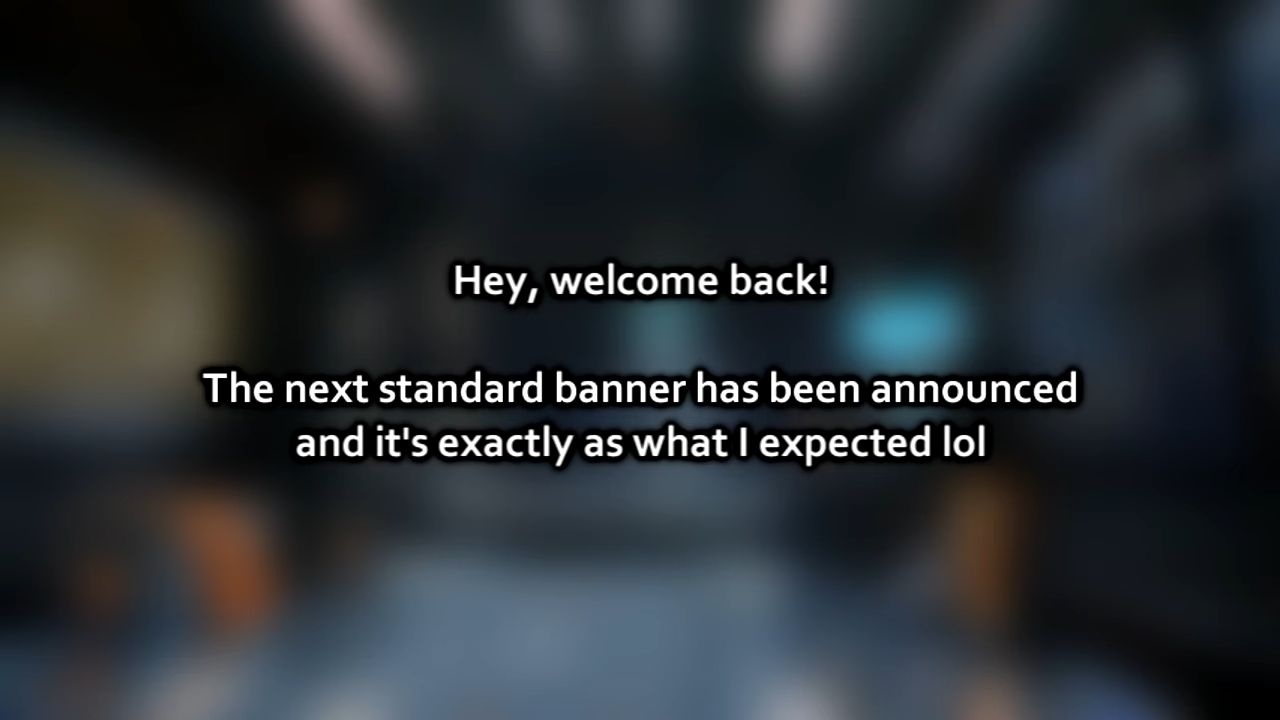 Hey, welcome back!
The next standard banner has been announced
and it's exactly as what I expected lol